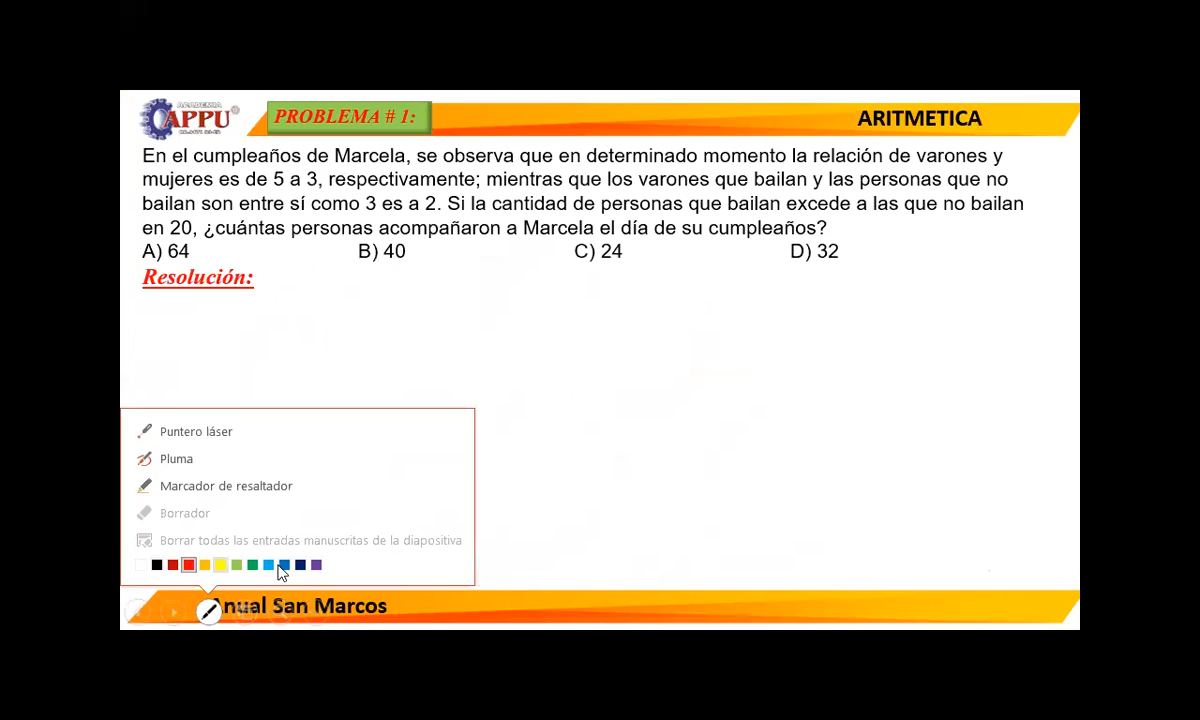 ACADEMIA
APPU
PROBLEMA # 1:
ARITMETICA
En el cumpleaños de Marcela, se observa que en determinado momento la relación de varones y
mujeres es de 5 a 3, respectivamente; mientras que los varones que bailan y las personas que no
bailan son entre sí como 3 es a 2. Si la cantidad de personas que bailan excede a las que no bailan
en 20, ¿cuántas personas acompañaron a Marcela el día de su cumpleaños?
A) 64 B) 40 C) 24 D) 32
Resolución:
Puntero láser
Pluma
Marcador de resaltador
Borrador
Borrar todas las entradas manuscritas de la diapositiva
San Marcos